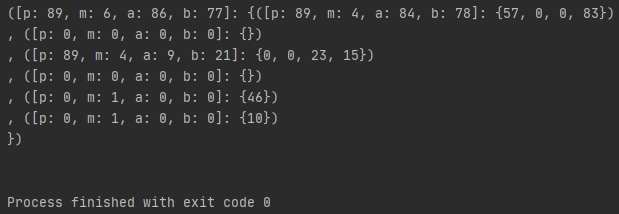 ([p: 89, m: 6, a: 86, b: 77]: {([p: 89, m: 4, a: 84, b: 78]: {57, 0, 0, 83})
, ([p: 0, m: 0, a: 0, b: 0]: {})
, ([p: 89, m: 4, a: 9, b: 21]: {0, 0, 23, 15})
, ([p: 0, m: 0, a: 0, b: 0]: {})
, ([p: 0, m: 1, a: 0, b: 0]: {46})
, ([p: 0, m: 1, a: 0, b: 0]: {10})
})
Process finished with exit code 0